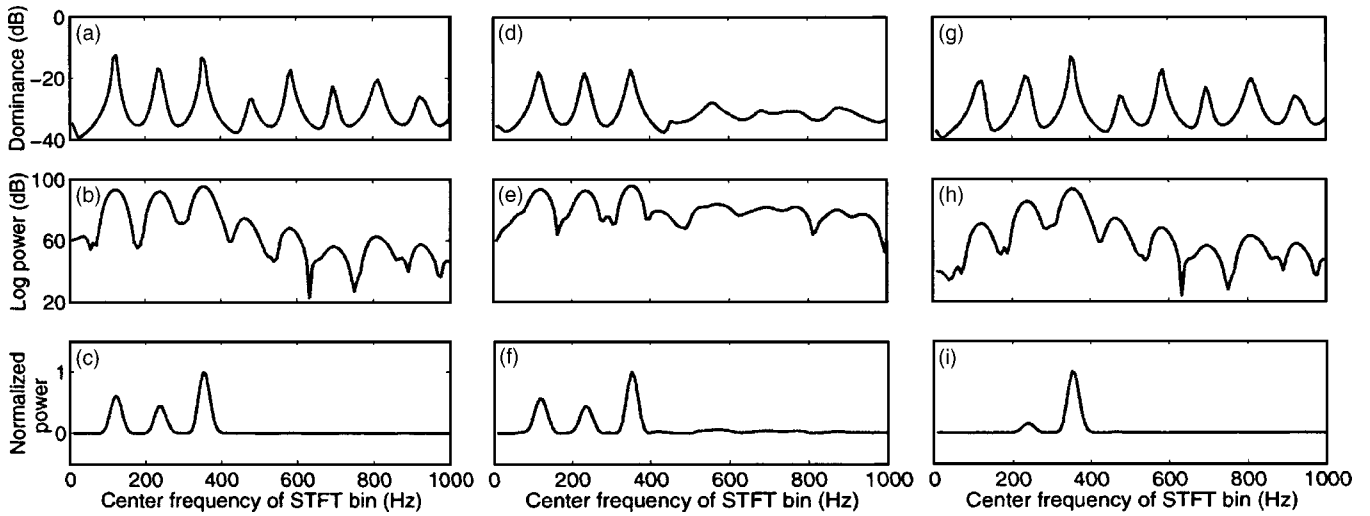 (a)
(d)
(g)
Dominance (dB)
0
−20
−40
(b)
(e)
(h)
Log power (dB)
100
60
20
(c)
(f)
(i)
Normalized
power
1
0
0 200 400 600 800 1000
0 200 400 600 800 1000
0 200 400 600 800 1000
Center frequency of STFT bin (Hz)
Center frequency of STFT bin (Hz)
Center frequency of STFT bin (Hz)